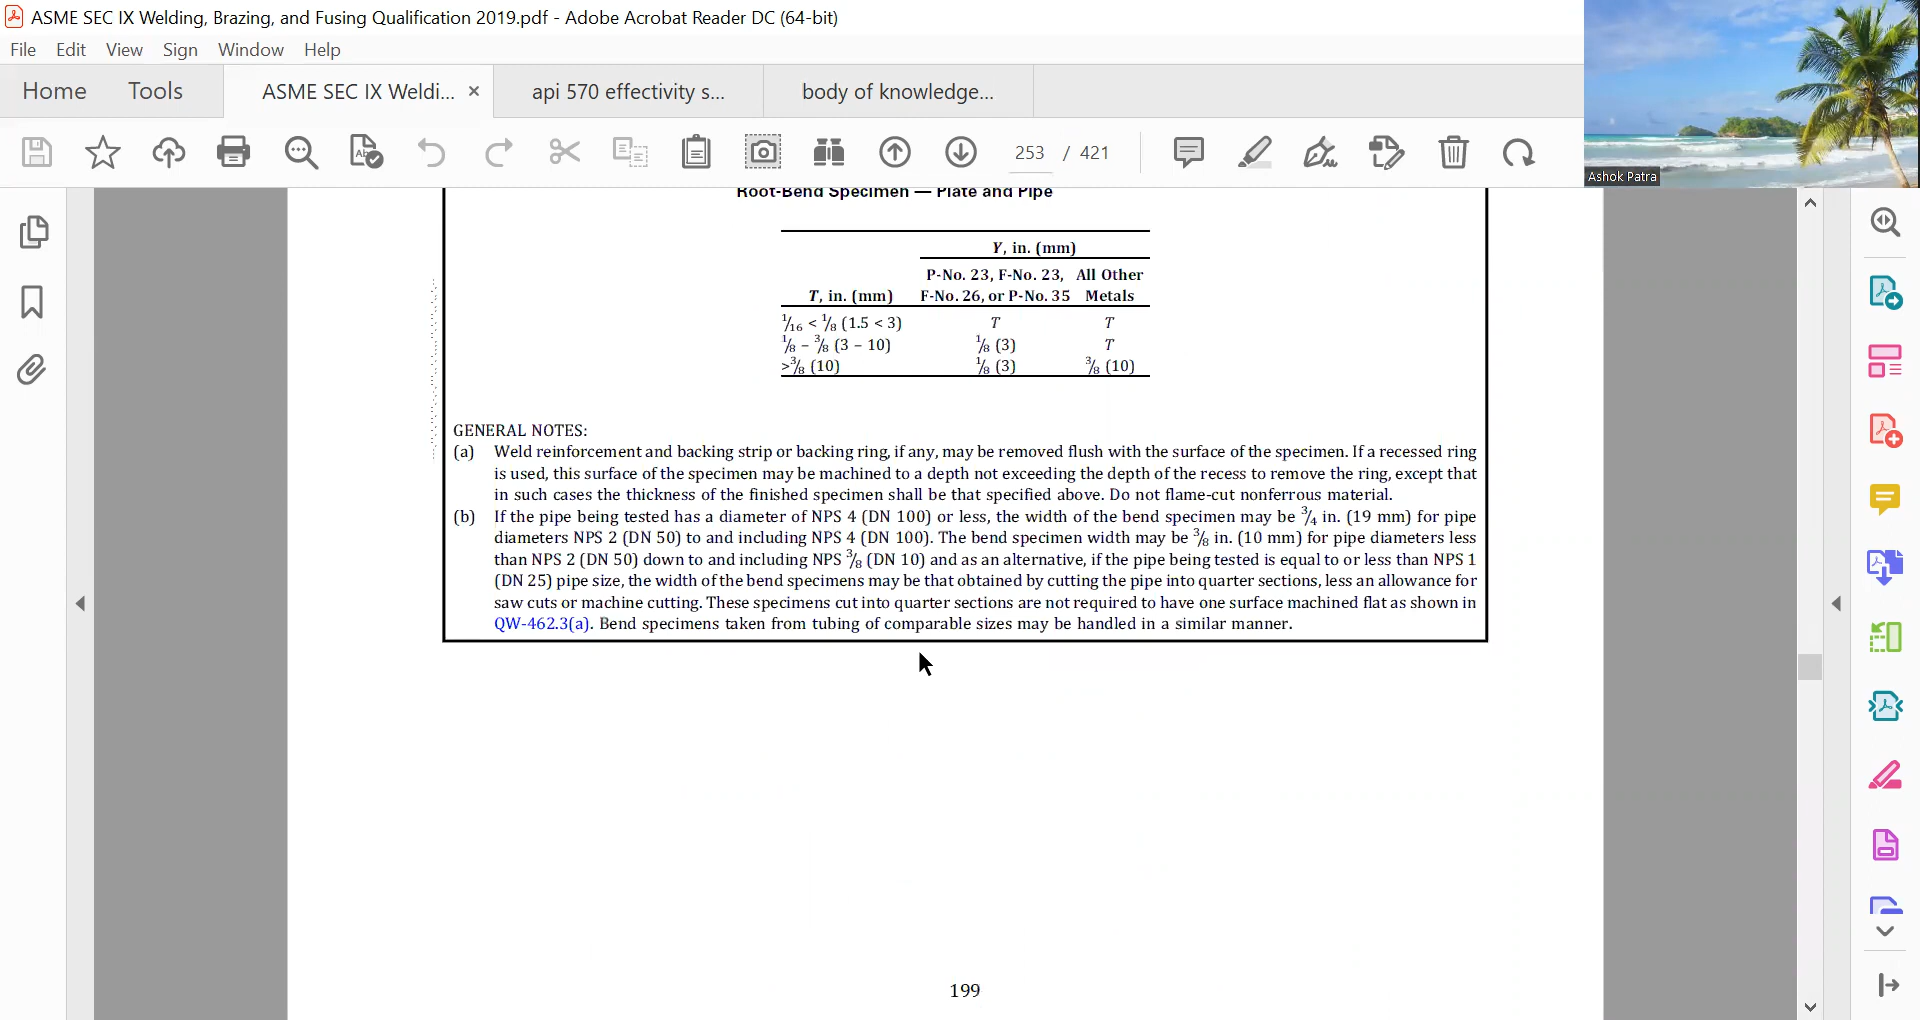 ASME SEC IX Welding, Brazing, and Fusing Qualification 2019.pdf - Adobe Acrobat Reader DC (64-bit)
File Edit View Sign Window Help
Home Tools ASME SEC IX Weldi... × api 570 effectivity s... body of knowledge...
253 / 421
Ashok Patra
Root-Bend Specimen — Plate and Pipe
Y, in. (mm)
P-No. 23, F-No. 23, All Other
T, in. (mm) F-No. 26, or P-No. 35 Metals
1/16 < 1/8 (1.5 < 3) T T
1/8 – 3/8 (3 – 10) 1/8 (3) T
>3/8 (10) 1/8 (3) 3/8 (10)
GENERAL NOTES:
(a) Weld reinforcement and backing strip or backing ring, if any, may be removed flush with the surface of the specimen. If a recessed ring
is used, this surface of the specimen may be machined to a depth not exceeding the depth of the recess to remove the ring, except that
in such cases the thickness of the finished specimen shall be that specified above. Do not flame-cut nonferrous material.
(b) If the pipe being tested has a diameter of NPS 4 (DN 100) or less, the width of the bend specimen may be 3/4 in. (19 mm) for pipe
diameters NPS 2 (DN 50) to and including NPS 4 (DN 100). The bend specimen width may be 3/8 in. (10 mm) for pipe diameters less
than NPS 2 (DN 50) down to and including NPS 3/8 (DN 10) and as an alternative, if the pipe being tested is equal to or less than NPS 1
(DN 25) pipe size, the width of the bend specimens may be that obtained by cutting the pipe into quarter sections, less an allowance for
saw cuts or machine cutting. These specimens cut into quarter sections are not required to have one surface machined flat as shown in
QW-462.3(a). Bend specimens taken from tubing of comparable sizes may be handled in a similar manner.
199